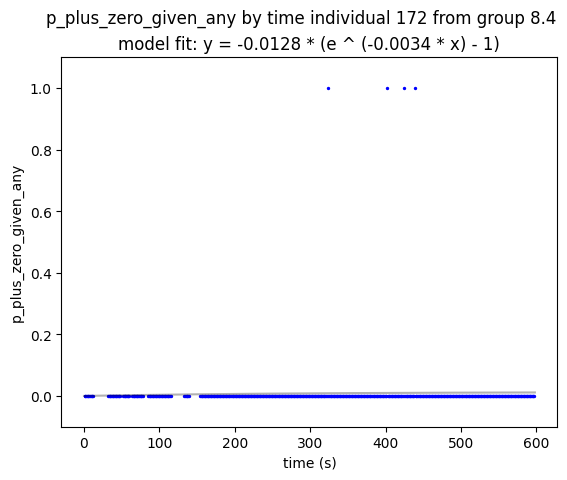 p_plus_zero_given_any by time individual 172 from group 8.4
model fit: y = -0.0128 * (e ^ (-0.0034 * x) - 1)
1.0
0.8
0.6
0.4
0.2
0.0
p_plus_zero_given_any
0 100 200 300 400 500 600
time (s)